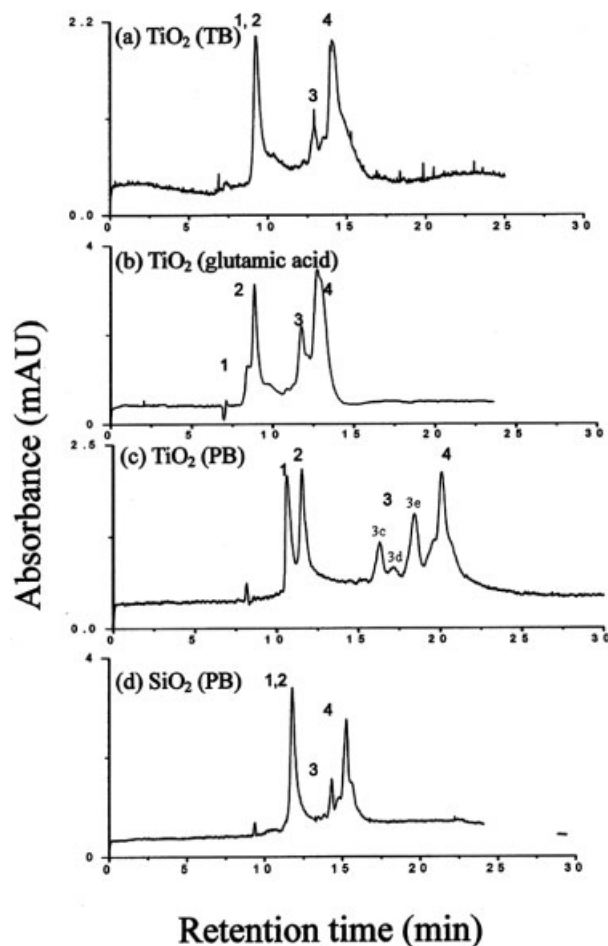 2.2
(a) TiO2 (TB)
1, 2
4
3
0.0
0 5 10 15 20 25 30
4
(b) TiO2 (glutamic acid)
2
4
3
1
0
0 5 10 15 20 25 30
2.5
(c) TiO2 (PB)
1 2
4
3
3c 3d 3e
0.0
0 5 10 15 20 25 30
4
(d) SiO2 (PB)
1,2
4
3
0
0 5 10 15 20 25 30
Absorbance (mAU)
Retention time (min)